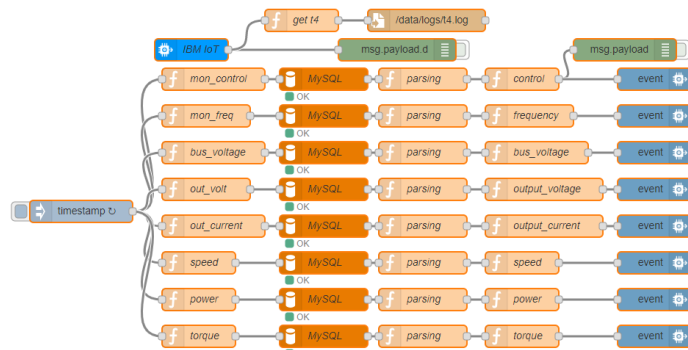 get t4 /data/logs/t4.log
IBM IoT msg.payload.d msg.payload
mon_control MySQL parsing control event
OK
mon_freq MySQL parsing frequency event
OK
bus_voltage MySQL parsing bus_voltage event
OK
out_volt MySQL parsing output_voltage event
OK
timestamp ↻
out_current MySQL parsing output_current event
OK
speed MySQL parsing speed event
OK
power MySQL parsing power event
OK
torque MySQL parsing torque event